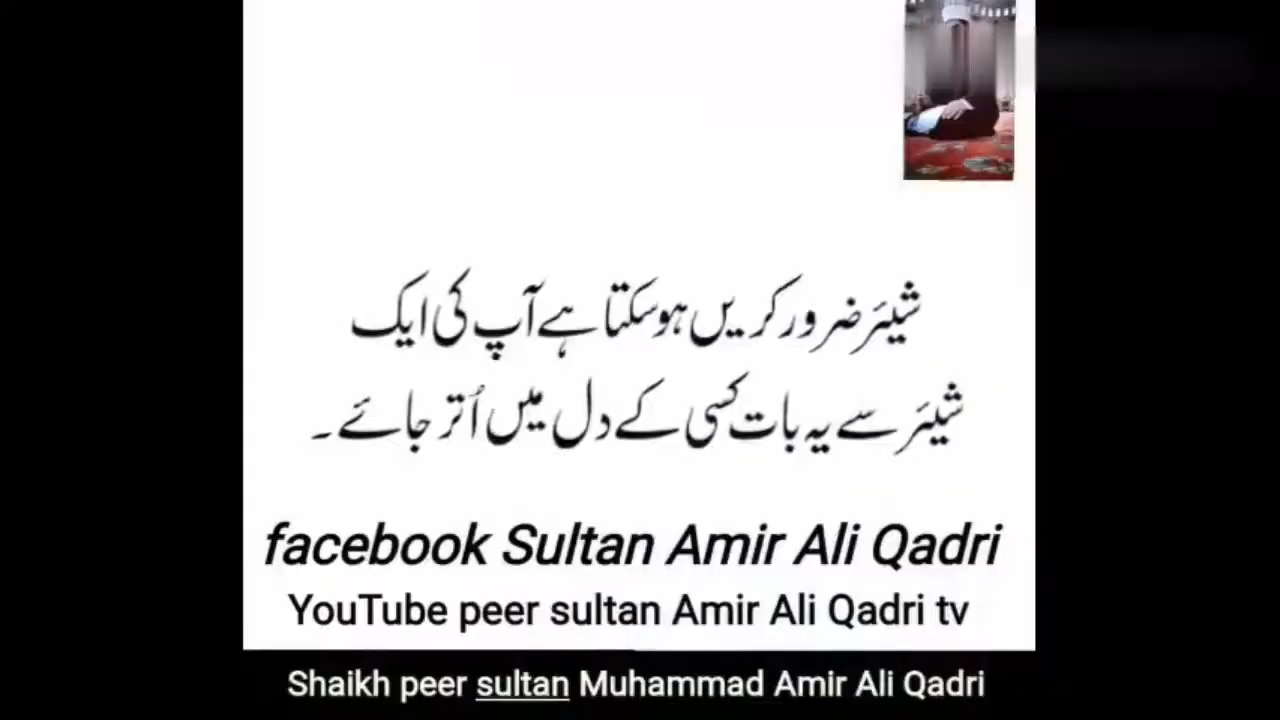 شیئر ضرور کریں ہو سکتا ہے آپ کی ایک
شیئر سے یہ بات کسی کے دل میں اُتر جائے۔
facebook Sultan Amir Ali Qadri
YouTube peer sultan Amir Ali Qadri tv
Shaikh peer sultan Muhammad Amir Ali Qadri